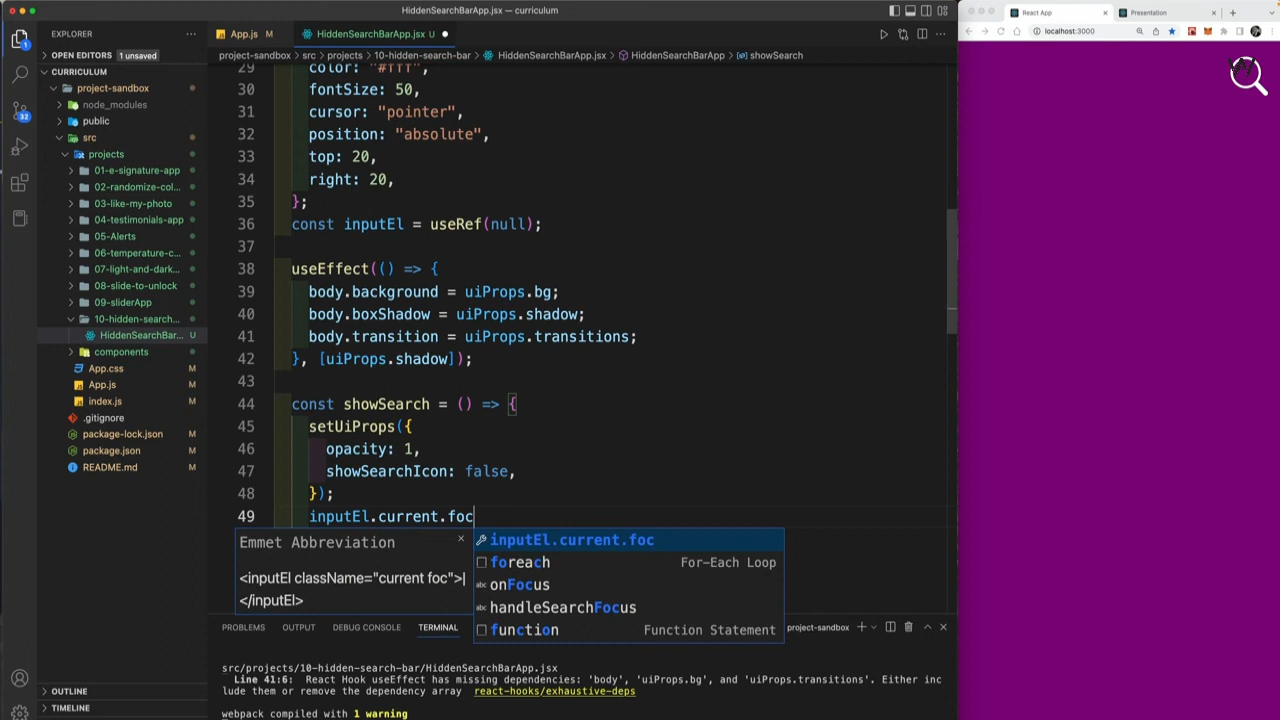 HiddenSearchBarApp.jsx — curriculum
React App
Presentation
localhost:3000
EXPLORER
App.js M
HiddenSearchBarApp.jsx U
OPEN EDITORS 1 unsaved
project-sandbox > src > projects > 10-hidden-search-bar > HiddenSearchBarApp.jsx > HiddenSearchBarApp > showSearch
CURRICULUM
project-sandbox
node_modules
public
src
projects
01-e-signature-app
02-randomize-col...
03-like-my-photo
04-testimonials-app
05-Alerts
06-temperature-c...
07-light-and-dark...
08-slide-to-unlock
09-sliderApp
10-hidden-search...
HiddenSearchBar... U
components
App.css M
App.js M
index.js M
.gitignore
package-lock.json M
package.json M
README.md M
OUTLINE
TIMELINE
1
32
29 color: "#fff",
30 fontSize: 50,
31 cursor: "pointer",
32 position: "absolute",
33 top: 20,
34 right: 20,
35 };
36 const inputEl = useRef(null);
37
38 useEffect(() => {
39 body.background = uiProps.bg;
40 body.boxShadow = uiProps.shadow;
41 body.transition = uiProps.transitions;
42 }, [uiProps.shadow]);
43
44 const showSearch = () => {
45 setUiProps({
46 opacity: 1,
47 showSearchIcon: false,
48 });
49 inputEl.current.foc
Emmet Abbreviation
<inputEl className="current foc">|
</inputEl>
inputEl.current.foc
foreach For-Each Loop
abc onFocus
abc handleSearchFocus
function Function Statement
PROBLEMS OUTPUT DEBUG CONSOLE TERMINAL project-sandbox
src/projects/10-hidden-search-bar/HiddenSearchBarApp.jsx
Line 41:6: React Hook useEffect has missing dependencies: 'body', 'uiProps.bg', and 'uiProps.transitions'. Either inc
lude them or remove the dependency array react-hooks/exhaustive-deps
webpack compiled with 1 warning